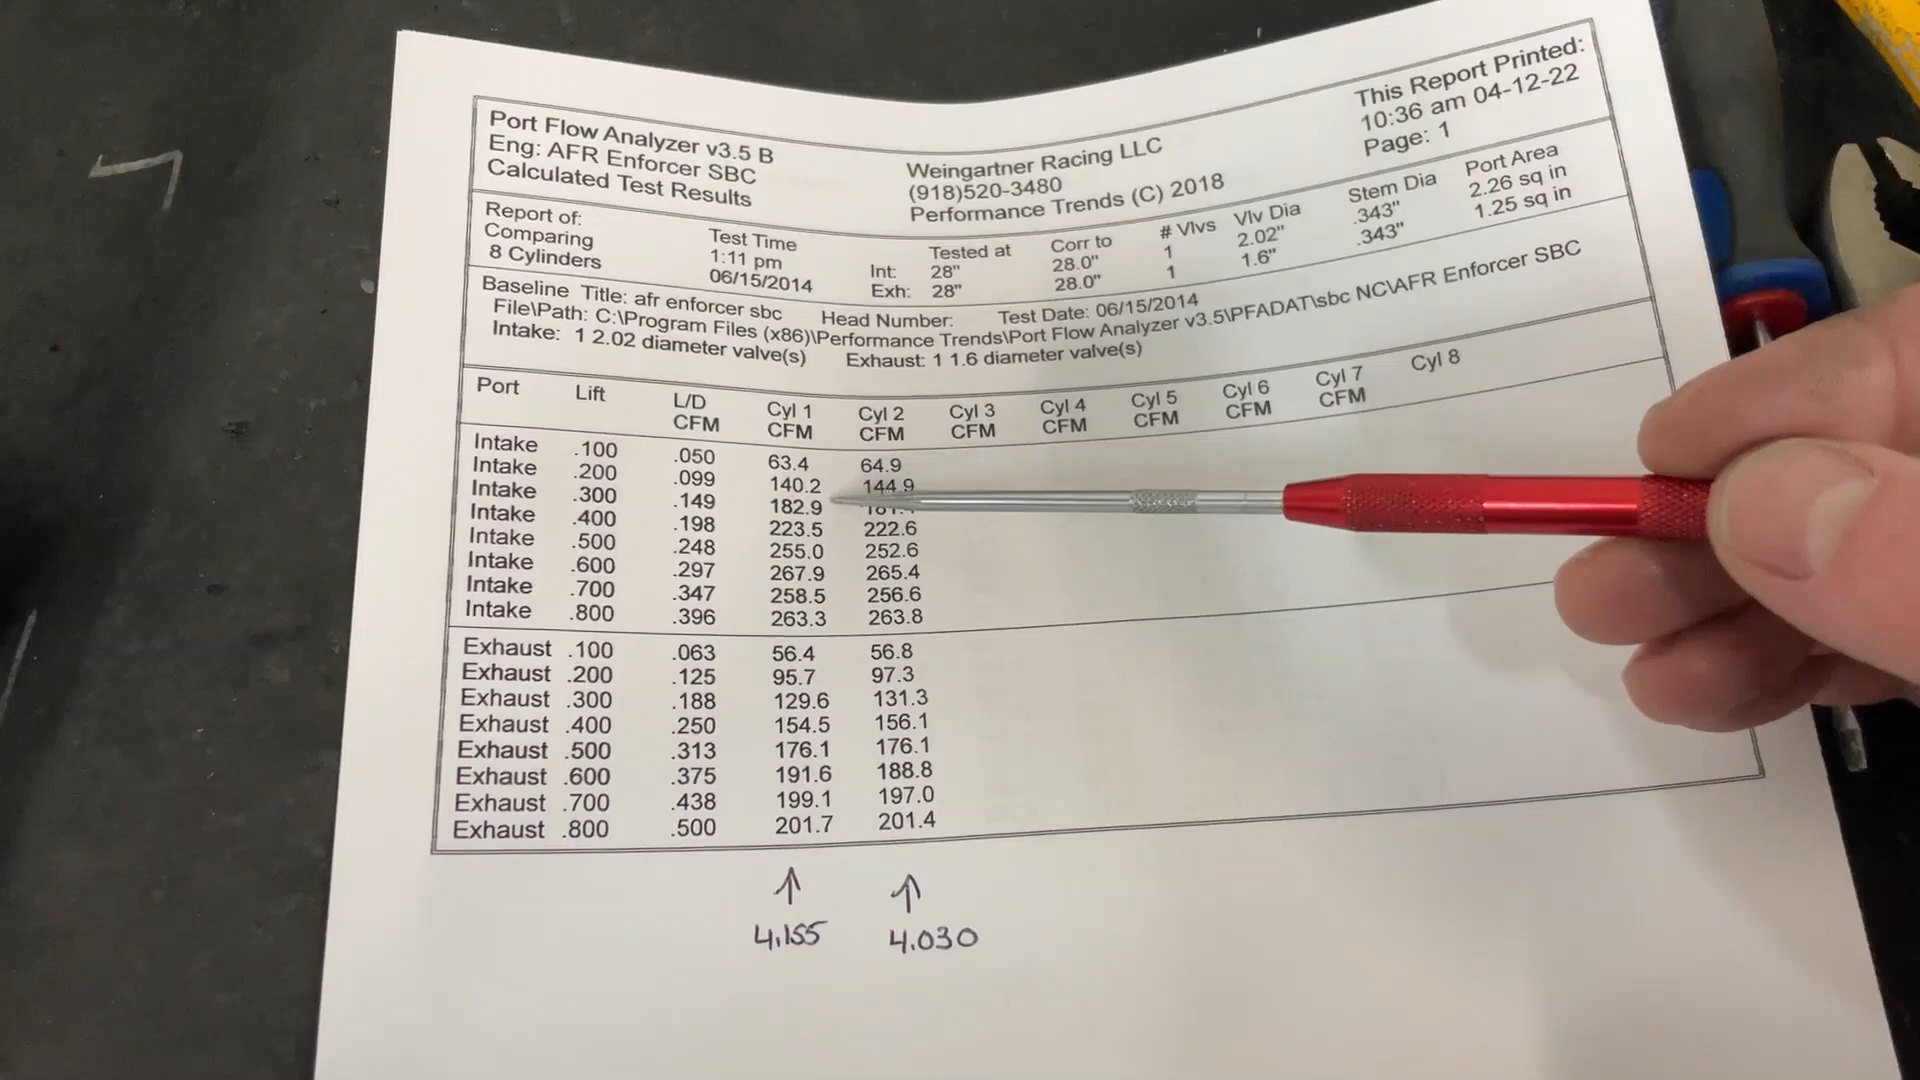 This Report Printed:
10:36 am 04-12-22
Page: 1
Port Flow Analyzer v3.5 B
Eng: AFR Enforcer SBC
Calculated Test Results
Weingartner Racing LLC
(918)520-3480
Performance Trends (C) 2018
Report of:
Comparing
8 Cylinders
Test Time
1:11 pm
06/15/2014
Tested at Corr to # Vlvs Vlv Dia Stem Dia Port Area
Int: 28" 28.0" 1 2.02" .343" 2.26 sq in
Exh: 28" 28.0" 1 1.6" .343" 1.25 sq in
Baseline Title: afr enforcer sbc Head Number: Test Date: 06/15/2014
File\Path: C:\Program Files (x86)\Performance Trends\Port Flow Analyzer v3.5\PFADAT\sbc NC\AFR Enforcer SBC
Intake: 1 2.02 diameter valve(s) Exhaust: 1 1.6 diameter valve(s)
Port Lift L/D Cyl 1 Cyl 2 Cyl 3 Cyl 4 Cyl 5 Cyl 6 Cyl 7 Cyl 8
CFM CFM CFM CFM CFM CFM CFM CFM
Intake .100 .050 63.4 64.9
Intake .200 .099 140.2 144.9
Intake .300 .149 182.9
Intake .400 .198 223.5 222.6
Intake .500 .248 255.0 252.6
Intake .600 .297 267.9 265.4
Intake .700 .347 258.5 256.6
Intake .800 .396 263.3 263.8
Exhaust .100 .063 56.4 56.8
Exhaust .200 .125 95.7 97.3
Exhaust .300 .188 129.6 131.3
Exhaust .400 .250 154.5 156.1
Exhaust .500 .313 176.1 176.1
Exhaust .600 .375 191.6 188.8
Exhaust .700 .438 199.1 197.0
Exhaust .800 .500 201.7 201.4
4.155 4.030